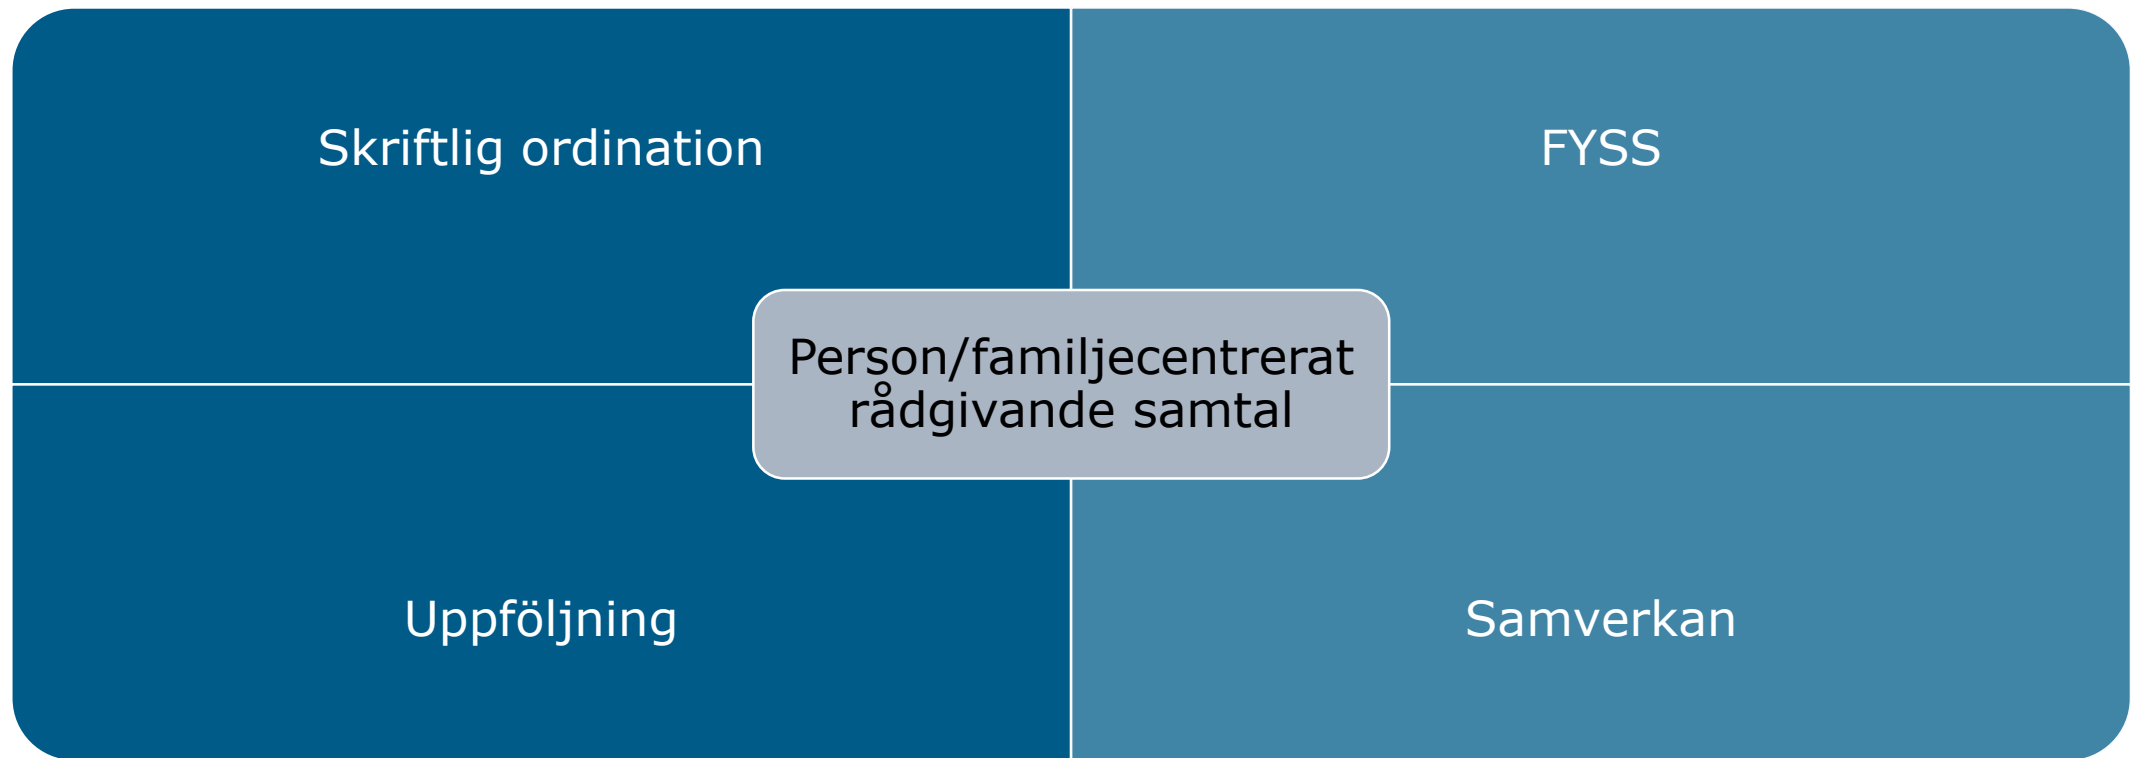 Skriftlig ordination
FYSS
Person/familjecentrerat
rådgivande samtal
Uppföljning
Samverkan